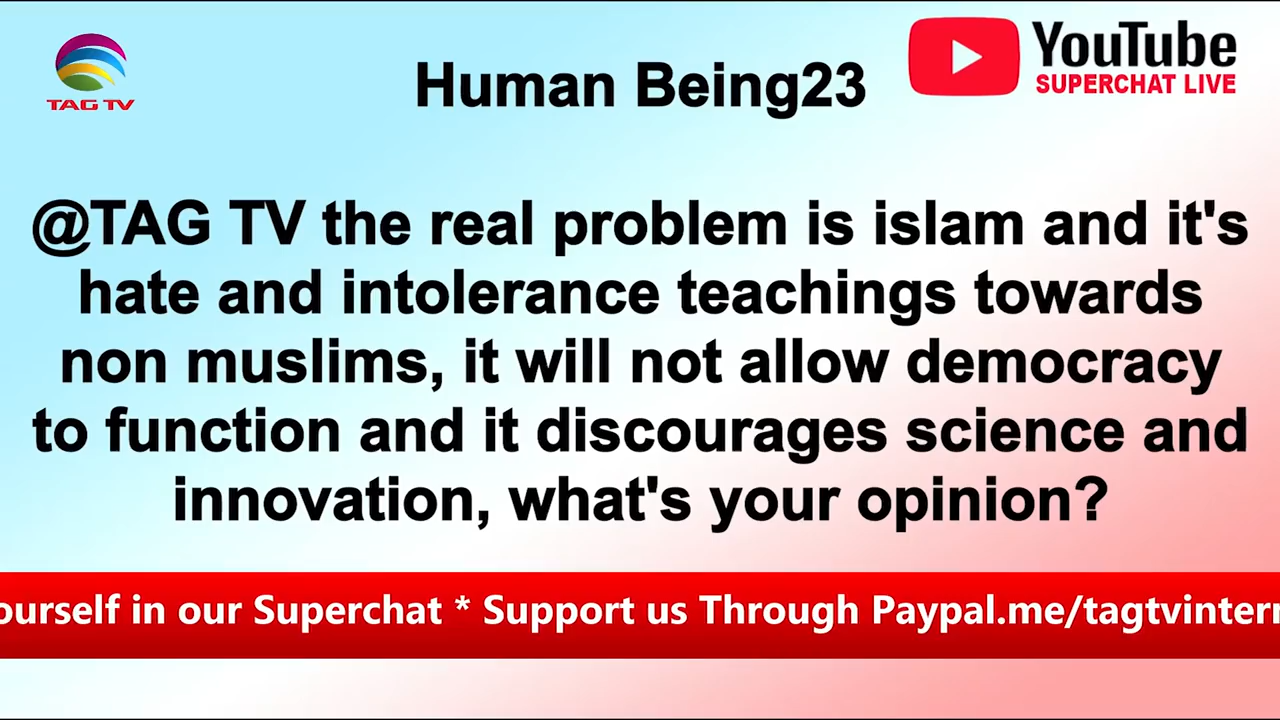 TAG TV
Human Being23
YouTube
SUPERCHAT LIVE
@TAG TV the real problem is islam and it's
hate and intolerance teachings towards
non muslims, it will not allow democracy
to function and it discourages science and
innovation, what's your opinion?
ourself in our Superchat * Support us Through Paypal.me/tagtvintern